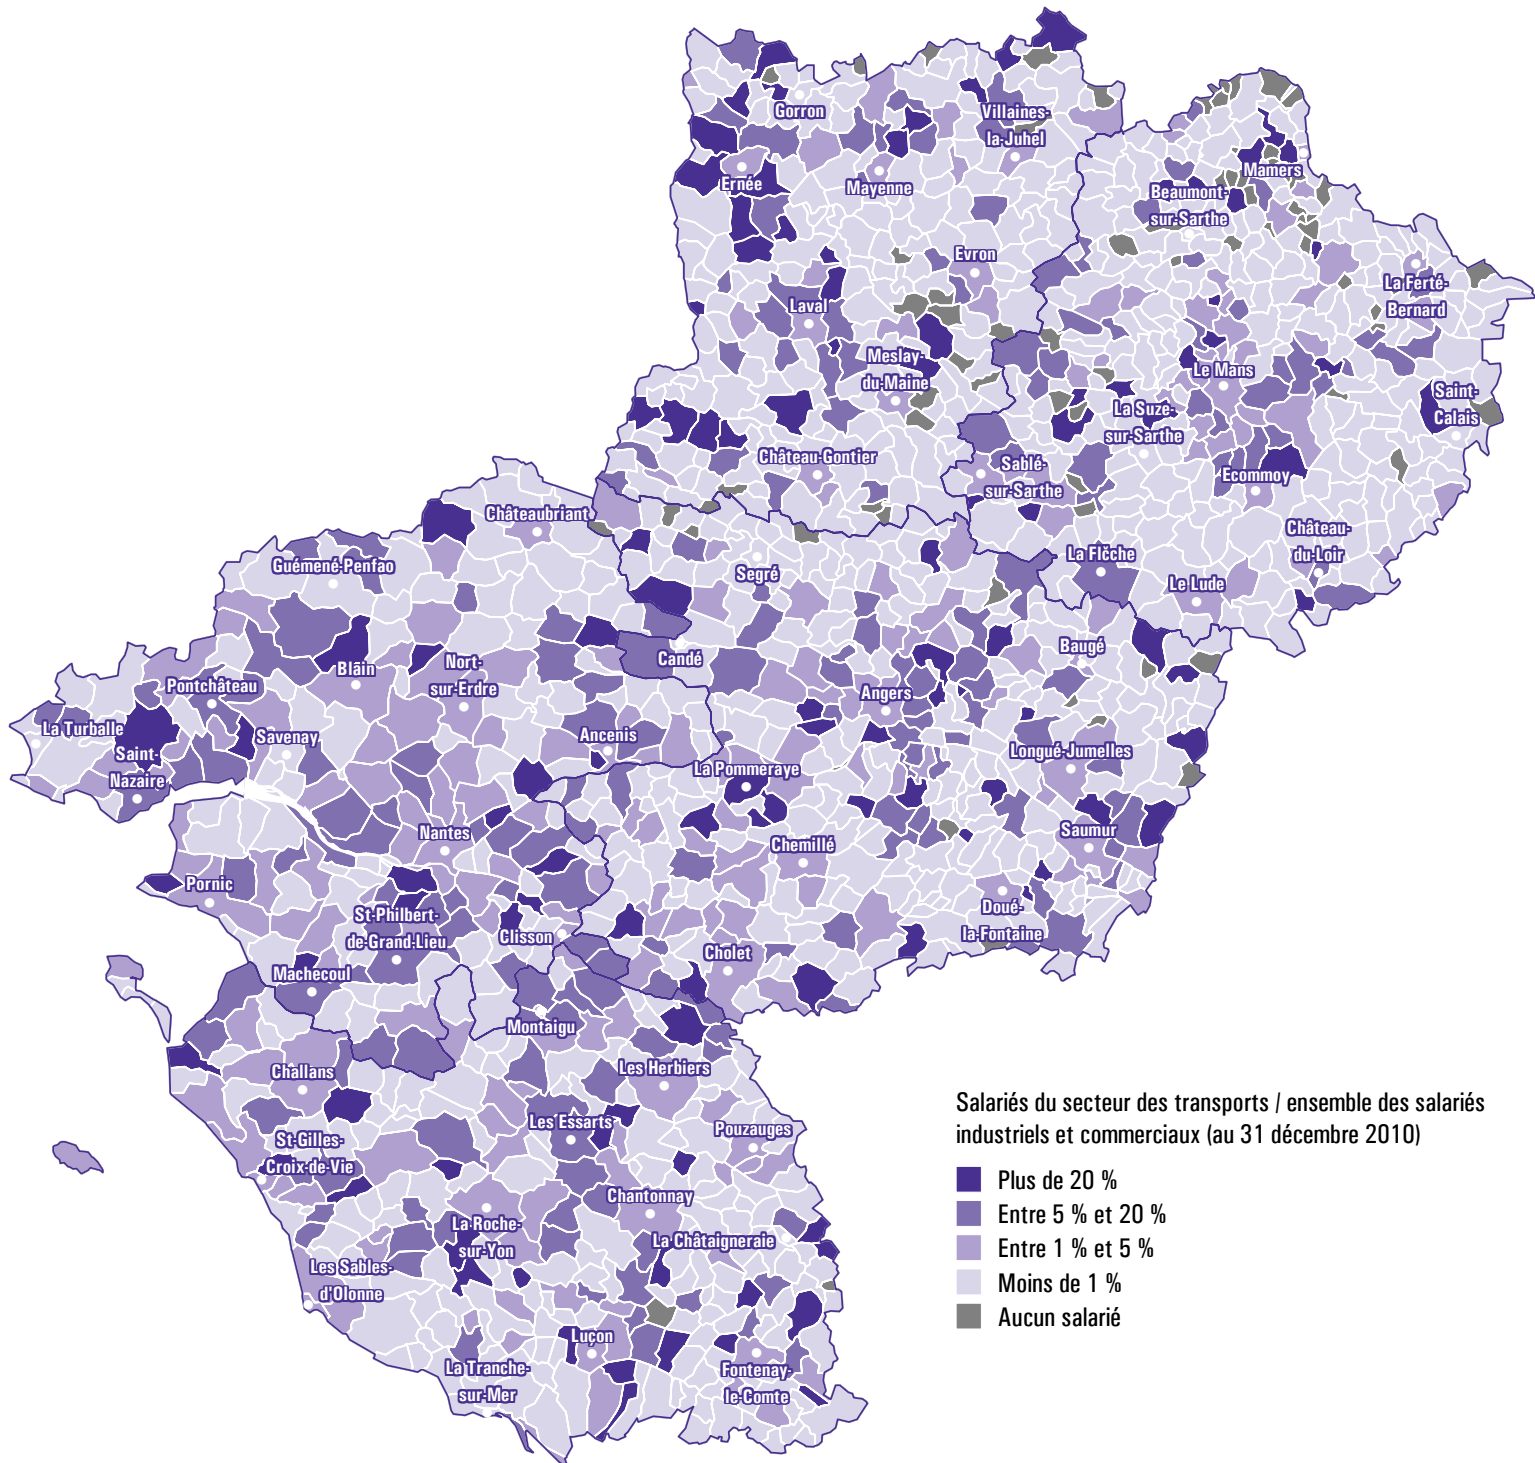 Gorron
Villaines-
la-Juhel
Ernée
Mayenne
Mamers
Beaumont-
sur-Sarthe
Evron
La Ferté-
Bernard
Laval
Meslay-
du-Maine
Le Mans
Saint-
Calais
La Suze-
sur-Sarthe
Château-Gontier
Sablé-
sur-Sarthe
Ecommoy
Châteaubriant
Château-
du-Loir
Guémené-Penfao
Segré
La Flèche
Le Lude
Candé
Baugé
Blain
Nort-
sur-Erdre
Pontchâteau
Angers
La Turballe
Savenay
Ancenis
Saint-
Nazaire
Longué-Jumelles
La Pommeraye
Nantes
Chemillé
Saumur
Pornic
St-Philbert-
de-Grand-Lieu
Clisson
Doué-
la-Fontaine
Cholet
Machecoul
Montaigu
Challans
Les Herbiers
Salariés du secteur des transports / ensemble des salariés
industriels et commerciaux (au 31 décembre 2010)
Plus de 20 %
Entre 5 % et 20 %
Entre 1 % et 5 %
Moins de 1 %
Aucun salarié
Les Essarts
Pouzauges
St-Gilles-
Croix-de-Vie
Chantonnay
La Roche-
sur-Yon
La Châtaigneraie
Les Sables-
d'Olonne
Luçon
La Tranche-
sur-Mer
Fontenay-
le-Comte